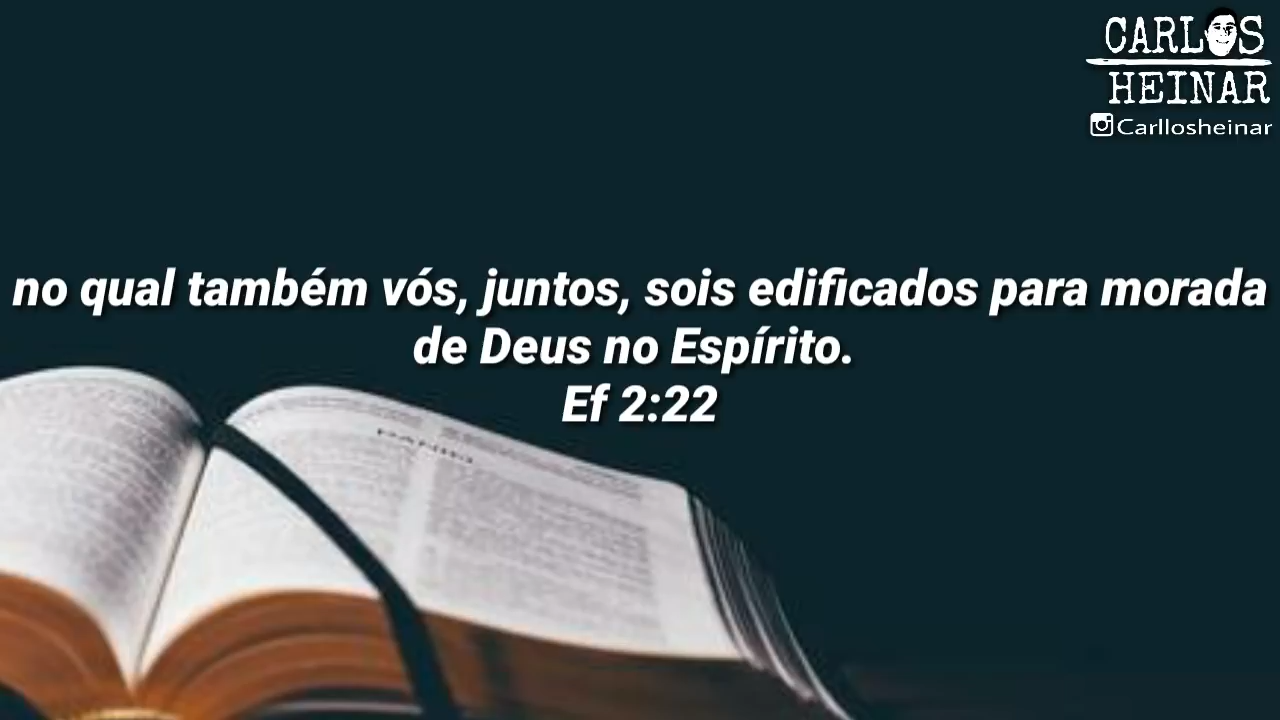 CARLOS
HEINAR
Carllosheinar
no qual também vós, juntos, sois edificados para morada
de Deus no Espírito.
Ef 2:22
DANIEL